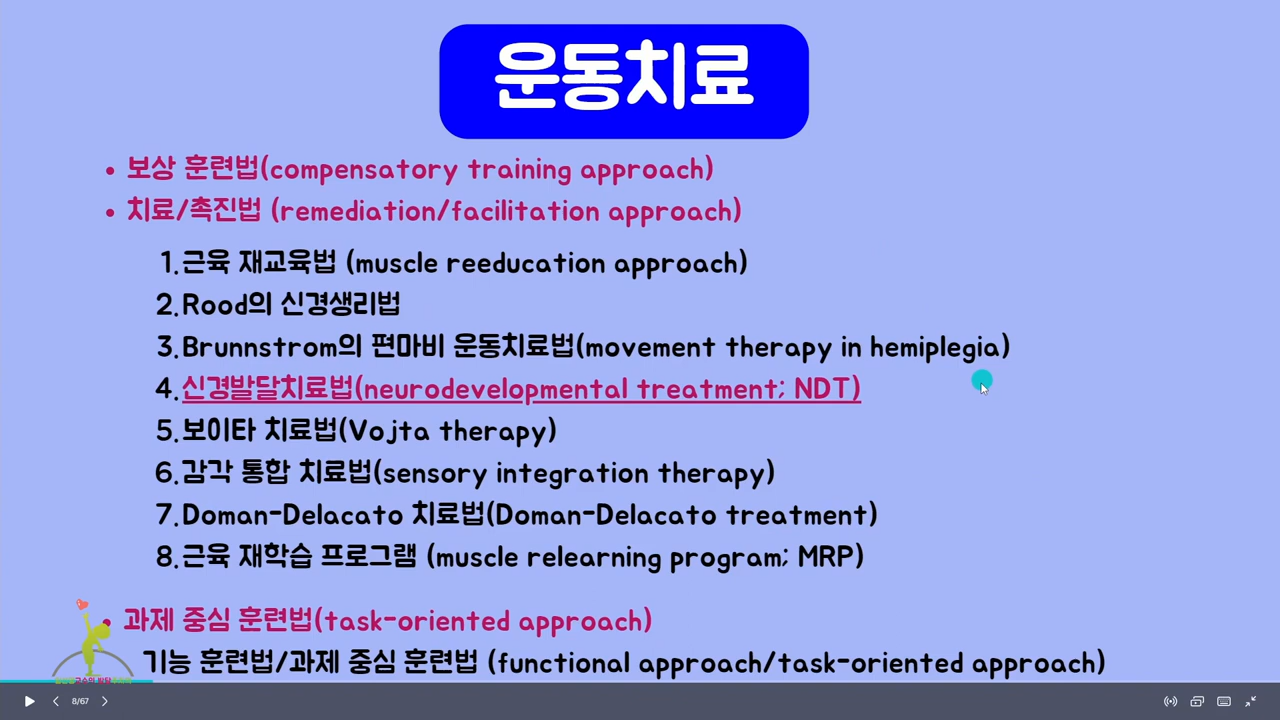 운동치료
• 보상 훈련법(compensatory training approach)
• 치료/촉진법 (remediation/facilitation approach)
1. 근육 재교육법 (muscle reeducation approach)
2. Rood의 신경생리법
3. Brunnstrom의 편마비 운동치료법(movement therapy in hemiplegia)
4. 신경발달치료법(neurodevelopmental treatment; NDT)
5. 보이타 치료법(Vojta therapy)
6. 감각 통합 치료법(sensory integration therapy)
7. Doman-Delacato 치료법(Doman-Delacato treatment)
8. 근육 재학습 프로그램 (muscle relearning program; MRP)
• 과제 중심 훈련법(task-oriented approach)
기능 훈련법/과제 중심 훈련법 (functional approach/task-oriented approach)
8/67